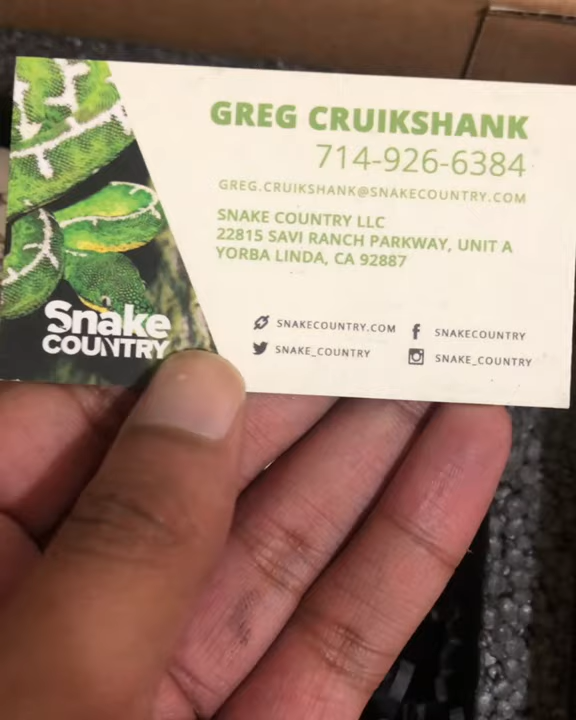 GREG CRUIKSHANK
714-926-6384
GREG.CRUIKSHANK@SNAKECOUNTRY.COM
SNAKE COUNTRY LLC
22815 SAVI RANCH PARKWAY, UNIT A
YORBA LINDA, CA 92887
Snake
COUNTRY
SNAKECOUNTRY.COM
SNAKECOUNTRY
SNAKE_COUNTRY
SNAKE_COUNTRY